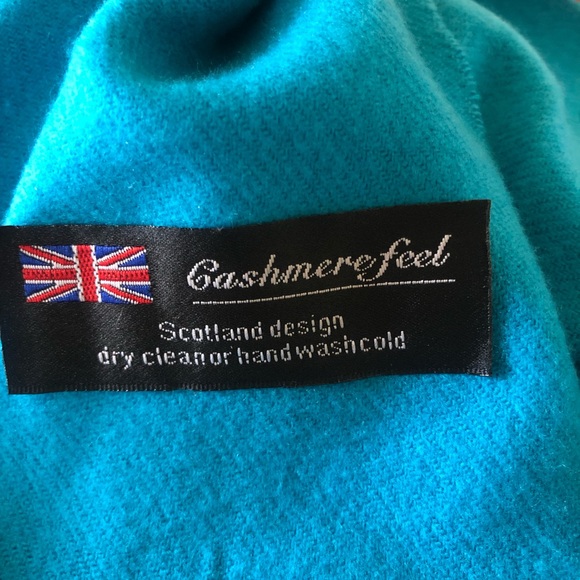 Cashmerefeel
Scotland design
dry clean or hand wash cold